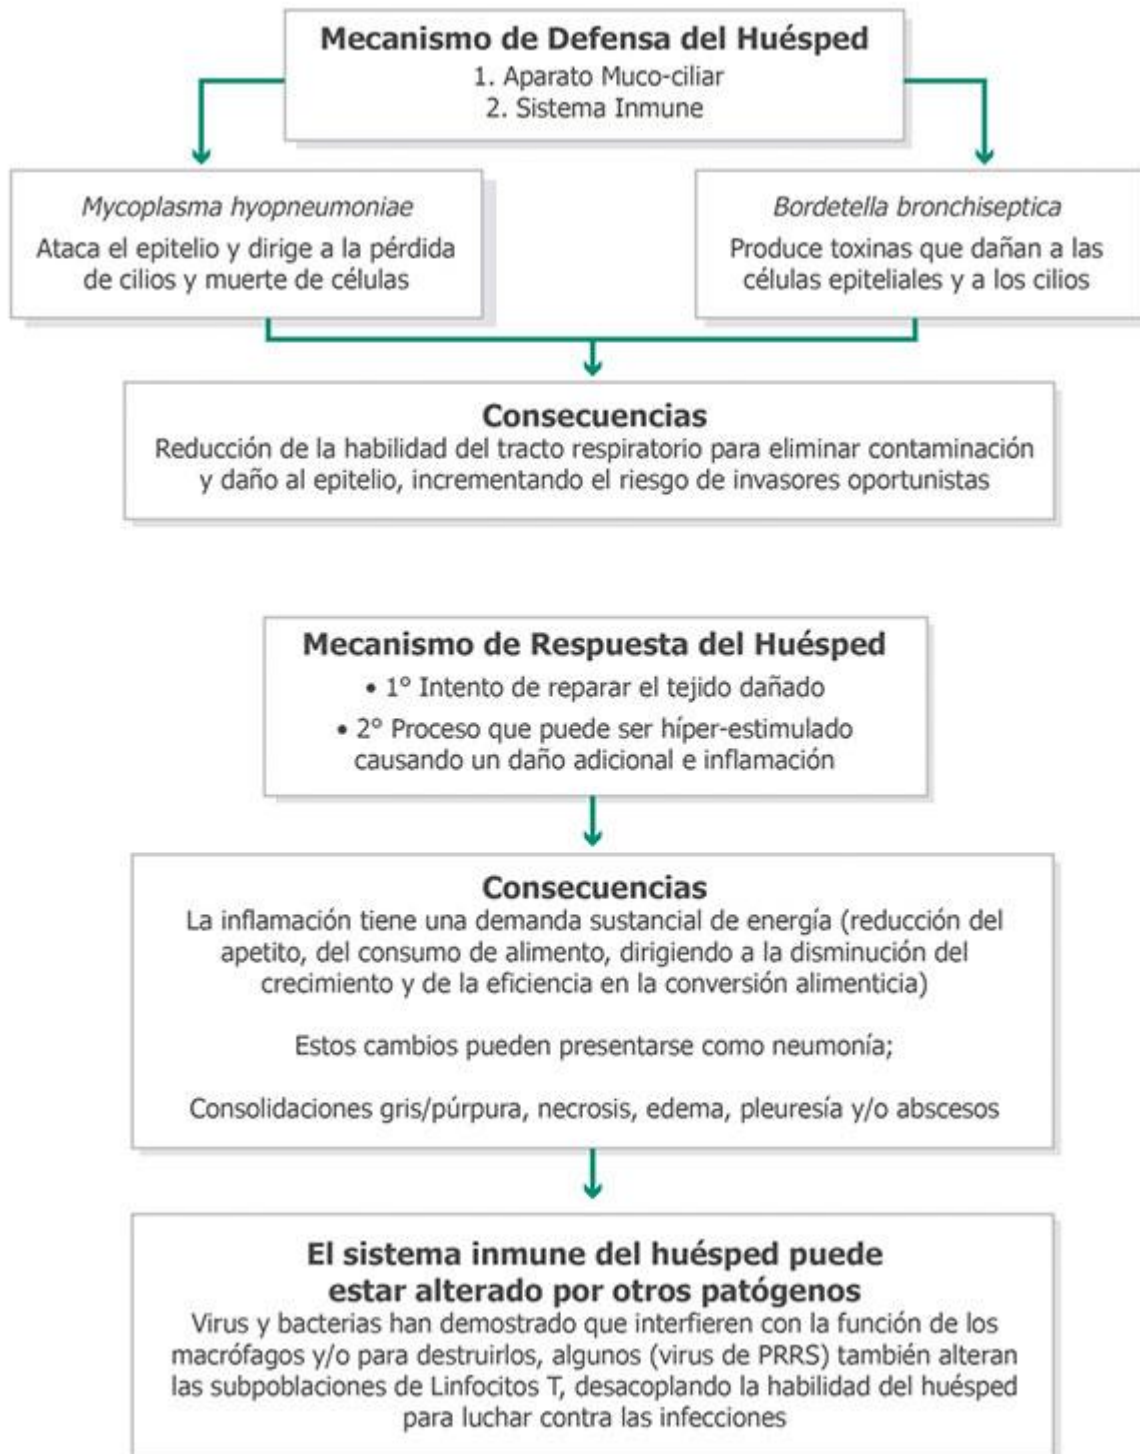 Mecanismo de Defensa del Huésped
1. Aparato Muco-ciliar
2. Sistema Inmune
Mycoplasma hyopneumoniae
Ataca el epitelio y dirige a la pérdida
de cilios y muerte de células
Bordetella bronchiseptica
Produce toxinas que dañan a las
células epiteliales y a los cilios
Consecuencias
Reducción de la habilidad del tracto respiratorio para eliminar contaminación
y daño al epitelio, incrementando el riesgo de invasores oportunistas
Mecanismo de Respuesta del Huésped
• 1° Intento de reparar el tejido dañado
• 2° Proceso que puede ser híper-estimulado
causando un daño adicional e inflamación
Consecuencias
La inflamación tiene una demanda sustancial de energía (reducción del
apetito, del consumo de alimento, dirigiendo a la disminución del
crecimiento y de la eficiencia en la conversión alimenticia)
Estos cambios pueden presentarse como neumonía;
Consolidaciones gris/púrpura, necrosis, edema, pleuresía y/o abscesos
El sistema inmune del huésped puede
estar alterado por otros patógenos
Virus y bacterias han demostrado que interfieren con la función de los
macrófagos y/o para destruirlos, algunos (virus de PRRS) también alteran
las subpoblaciones de Linfocitos T, desacoplando la habilidad del huésped
para luchar contra las infecciones